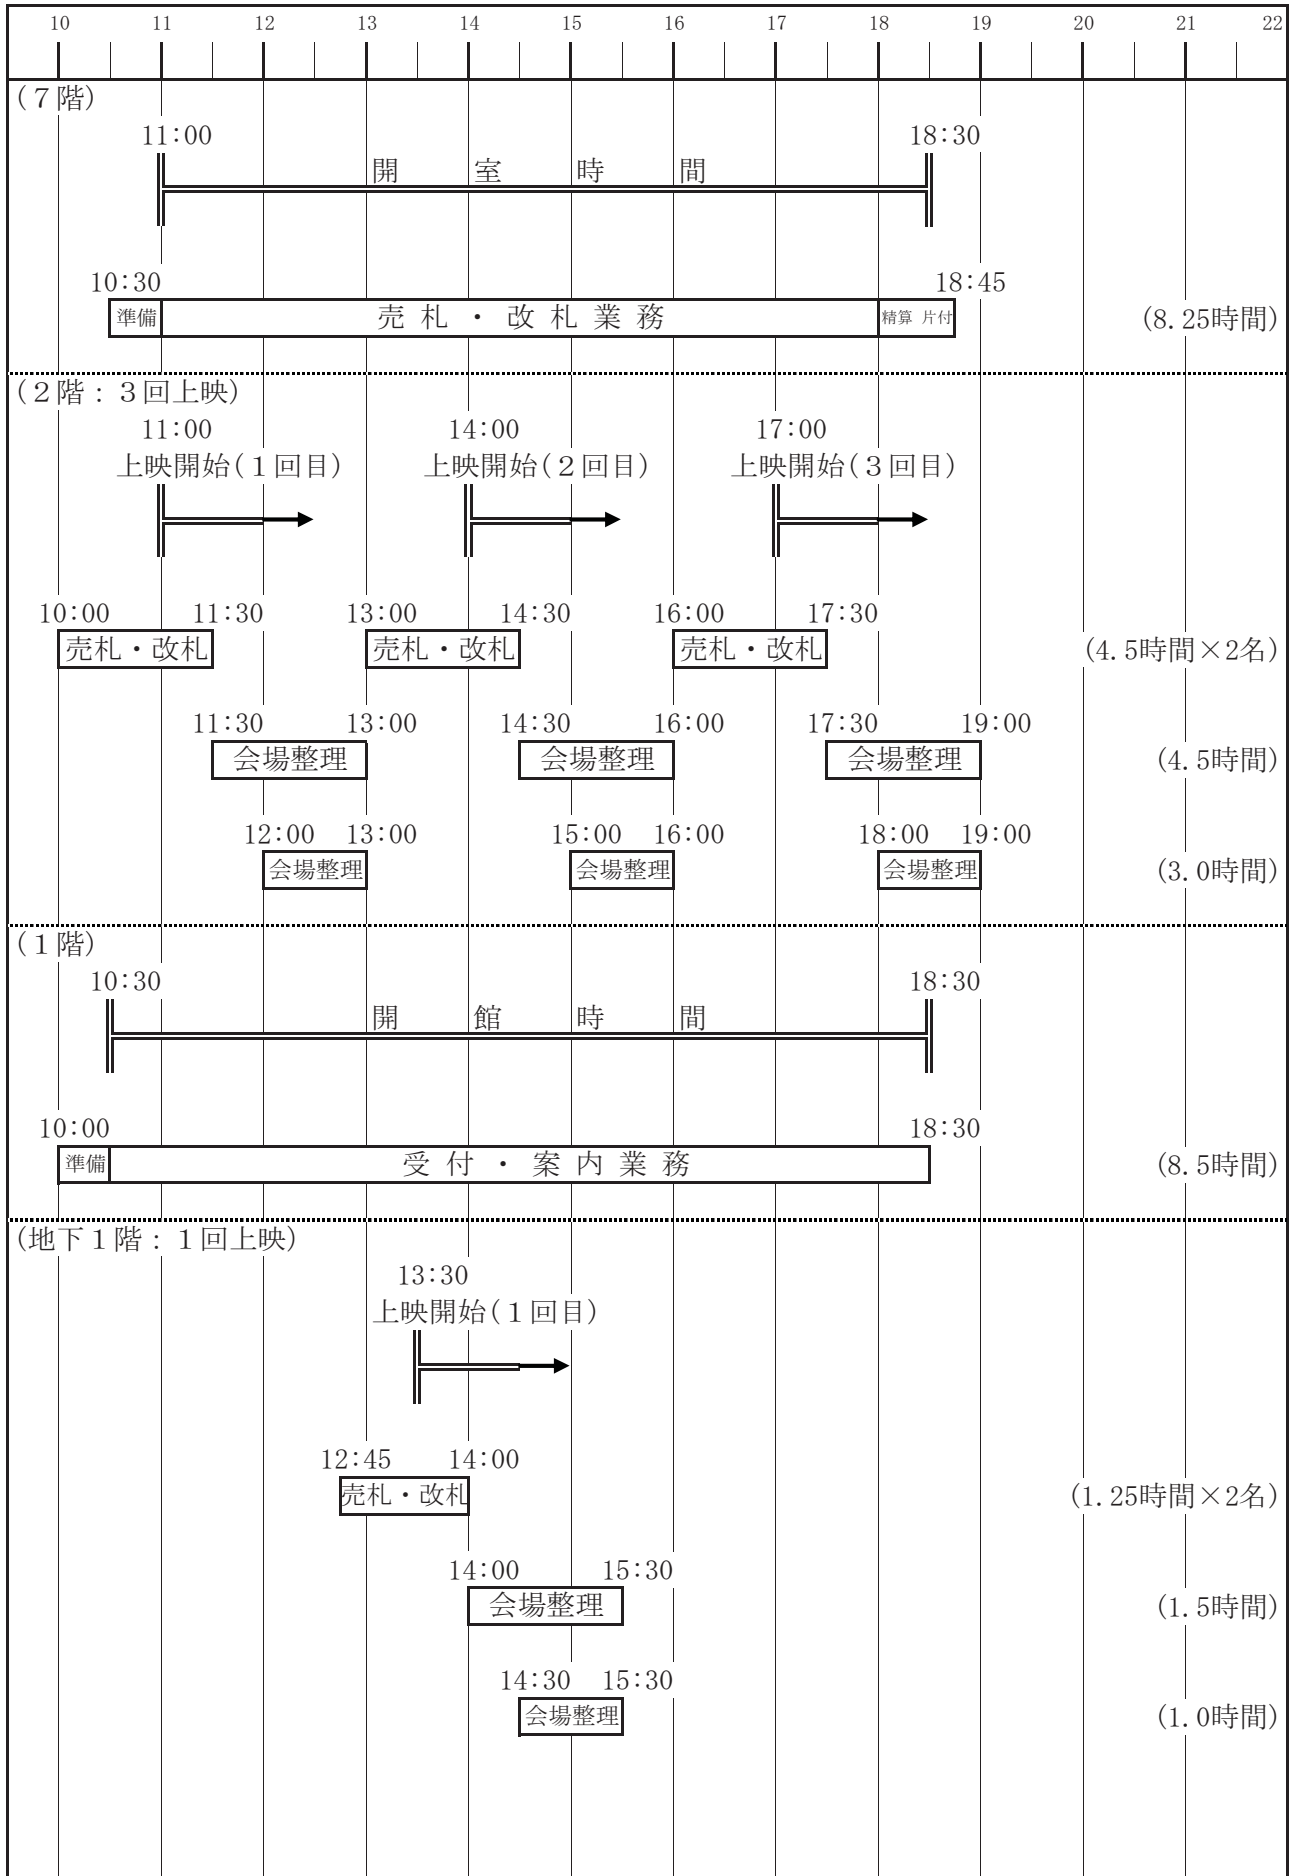 10 11 12 13 14 15 16 17 18 19 20 21 22
(７階)
11:00 18:30
開室時間
10:30 18:45
準備 売札・改札業務 精算 片付 (8.25時間)
(２階：３回上映)
11:00 14:00 17:00
上映開始(１回目) 上映開始(２回目) 上映開始(３回目)
10:00 11:30 13:00 14:30 16:00 17:30
売札・改札 売札・改札 売札・改札 (4.5時間×2名)
11:30 13:00 14:30 16:00 17:30 19:00
会場整理 会場整理 会場整理 (4.5時間)
12:00 13:00 15:00 16:00 18:00 19:00
会場整理 会場整理 会場整理 (3.0時間)
(１階)
10:30 18:30
開館時間
10:00 18:30
準備 受付・案内業務 (8.5時間)
(地下１階：１回上映)
13:30
上映開始(１回目)
12:45 14:00
売札・改札 (1.25時間×2名)
14:00 15:30
会場整理 (1.5時間)
14:30 15:30
会場整理 (1.0時間)